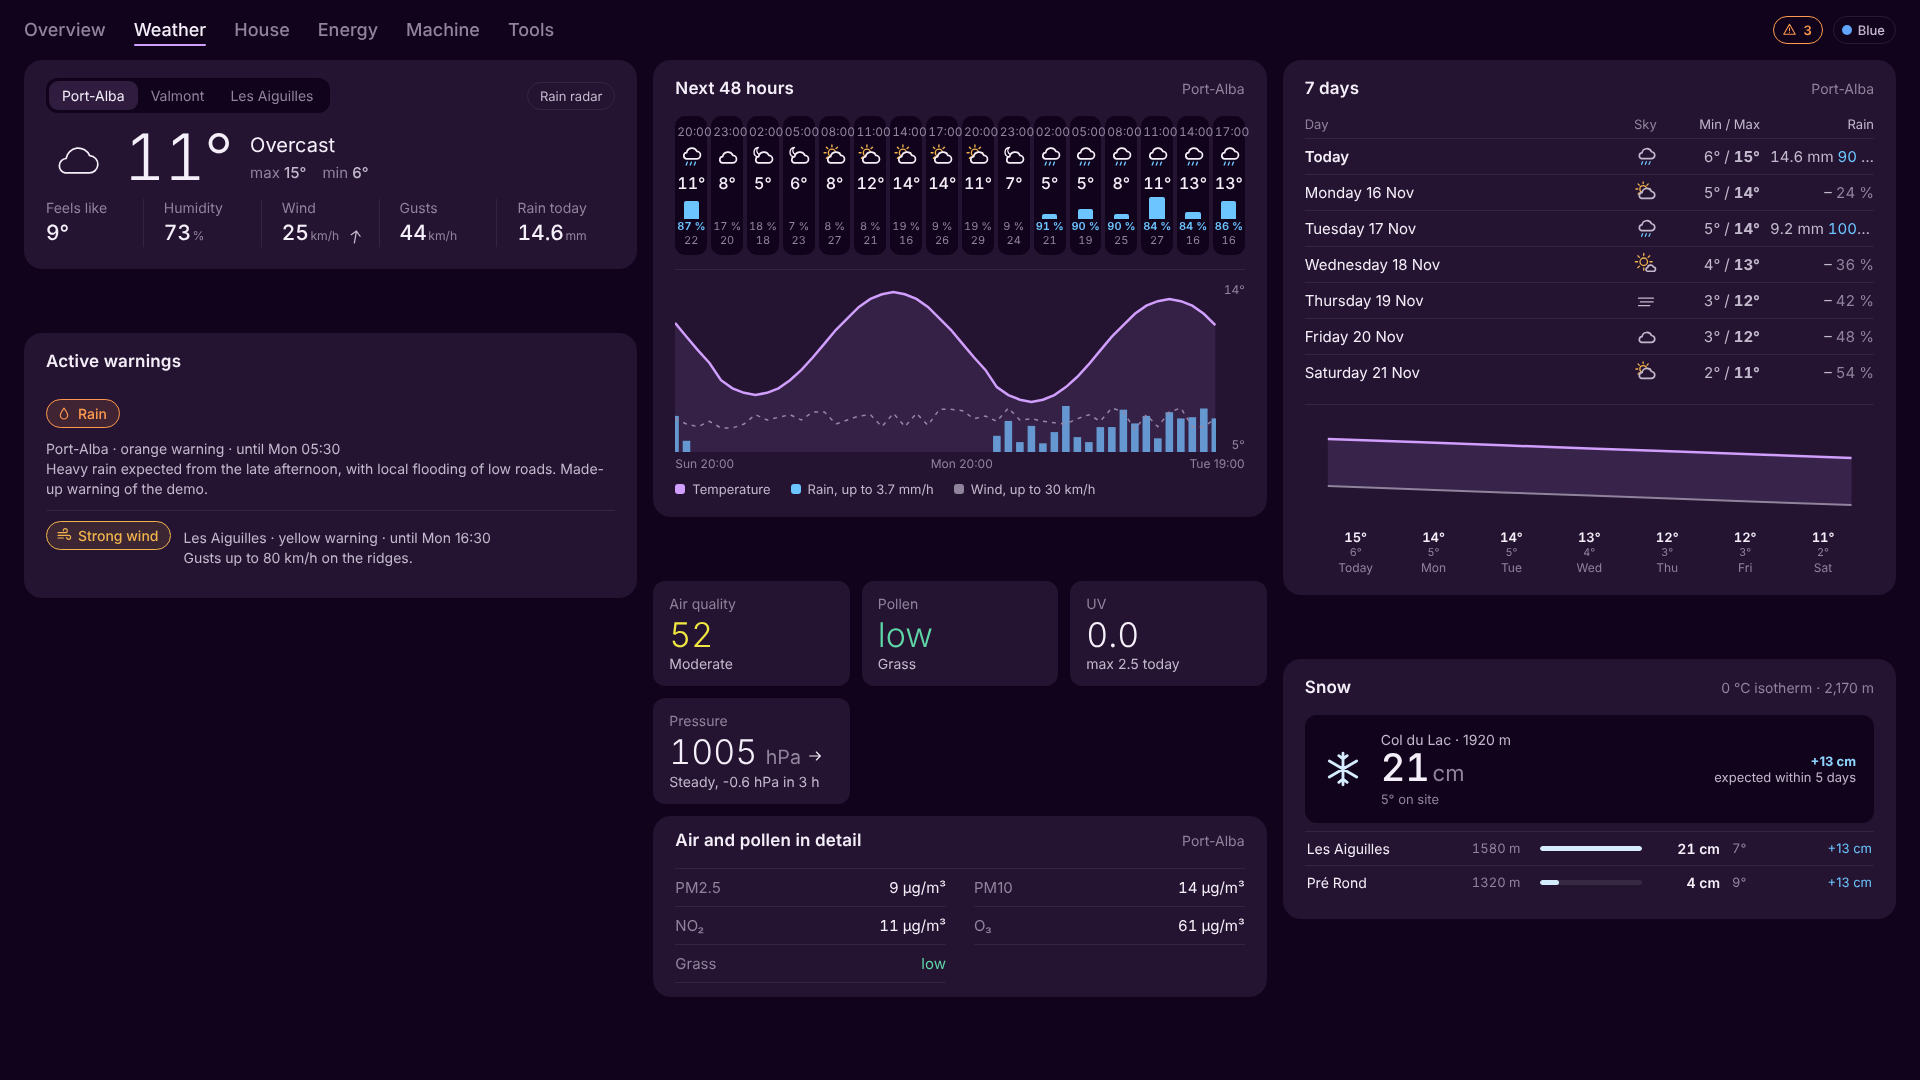 Overview Weather House Energy Machine Tools
3 Blue
Port-Alba Valmont Les Aiguilles Rain radar
11° Overcast
max 15° min 6°
Feels like Humidity Wind Gusts Rain today
9° 73 % 25 km/h ↑ 44 km/h 14.6 mm
Active warnings
Rain
Port-Alba · orange warning · until Mon 05:30
Heavy rain expected from the late afternoon, with local flooding of low roads. Made-
up warning of the demo.
Strong wind
Les Aiguilles · yellow warning · until Mon 16:30
Gusts up to 80 km/h on the ridges.
Next 48 hours Port-Alba
20:00 23:00 02:00 05:00 08:00 11:00 14:00 17:00 20:00 23:00 02:00 05:00 08:00 11:00 14:00 17:00
11° 8° 5° 6° 8° 12° 14° 14° 11° 7° 5° 5° 8° 11° 13° 13°
87 % 17 % 18 % 7 % 8 % 8 % 19 % 9 % 19 % 9 % 91 % 90 % 90 % 84 % 84 % 86 %
22 20 18 23 27 21 16 26 29 24 21 19 25 27 16 16
14°
5°
Sun 20:00 Mon 20:00 Tue 19:00
Temperature Rain, up to 3.7 mm/h Wind, up to 30 km/h
Air quality
52
Moderate
Pollen
low
Grass
UV
0.0
max 2.5 today
Pressure
1005 hPa →
Steady, -0.6 hPa in 3 h
Air and pollen in detail Port-Alba
PM2.5 9 µg/m³ PM10 14 µg/m³
NO₂ 11 µg/m³ O₃ 61 µg/m³
Grass low
7 days Port-Alba
Day Sky Min / Max Rain
Today 6° / 15° 14.6 mm 90 ...
Monday 16 Nov 5° / 14° – 24 %
Tuesday 17 Nov 5° / 14° 9.2 mm 100...
Wednesday 18 Nov 4° / 13° – 36 %
Thursday 19 Nov 3° / 12° – 42 %
Friday 20 Nov 3° / 12° – 48 %
Saturday 21 Nov 2° / 11° – 54 %
15° 14° 14° 13° 12° 12° 11°
6° 5° 5° 4° 3° 3° 2°
Today Mon Tue Wed Thu Fri Sat
Snow 0 °C isotherm · 2,170 m
Col du Lac · 1920 m
21 cm
5° on site
+13 cm
expected within 5 days
Les Aiguilles 1580 m 21 cm 7° +13 cm
Pré Rond 1320 m 4 cm 9° +13 cm